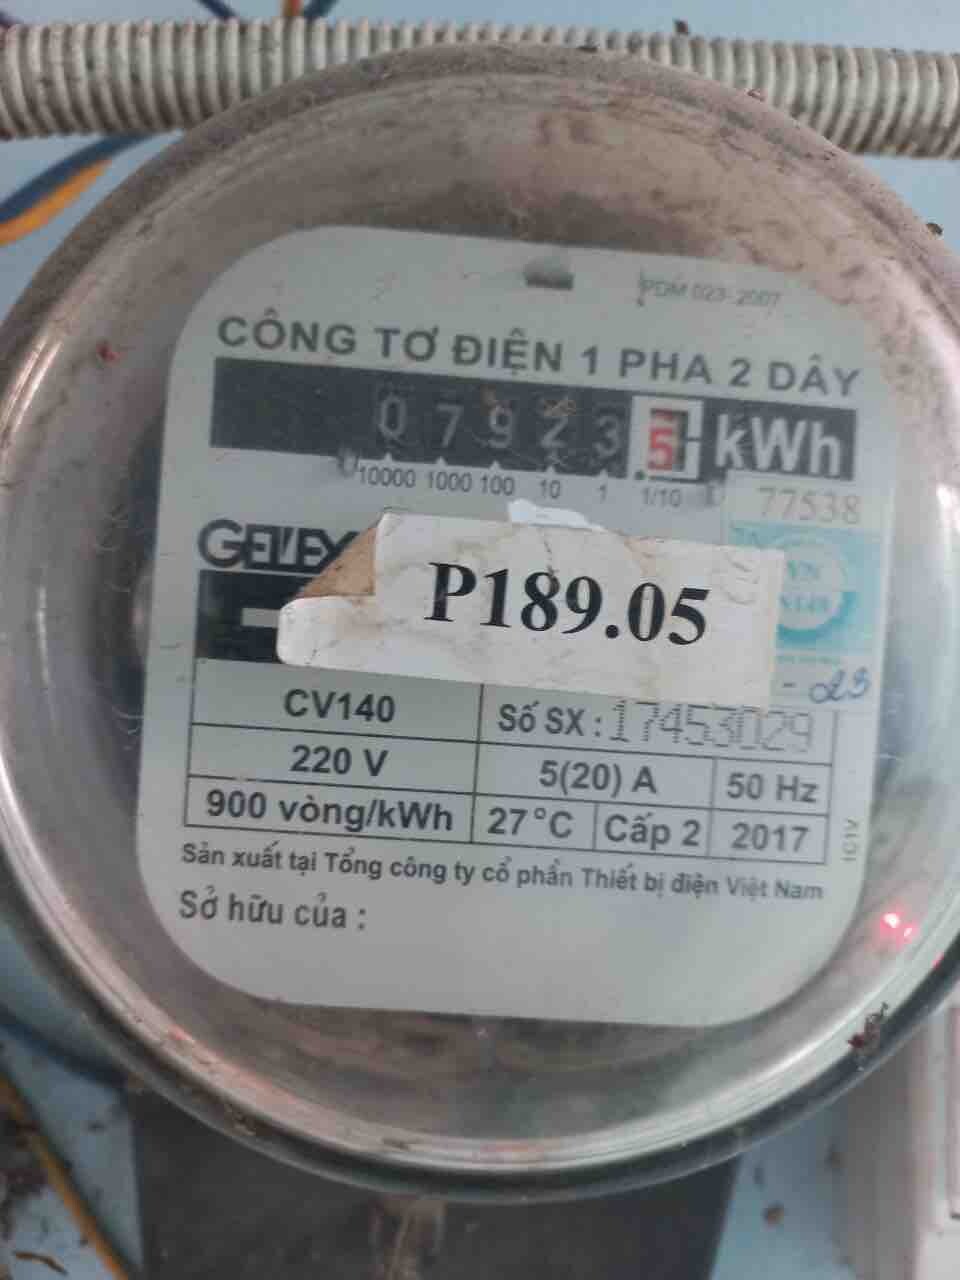 PDM 023-2007
CÔNG TƠ ĐIỆN 1 PHA 2 DÂY
0 7 9 2 3 5 kWh
10000 1000 100 10 1 1/10
77538
GELEX
P189.05
VN
- 23
CV140
Số SX : 17453029
220 V
5(20) A
50 Hz
900 vòng/kWh
27°C
Cấp 2
2017
Sản xuất tại Tổng công ty cổ phần Thiết bị điện Việt Nam
Sở hữu của :